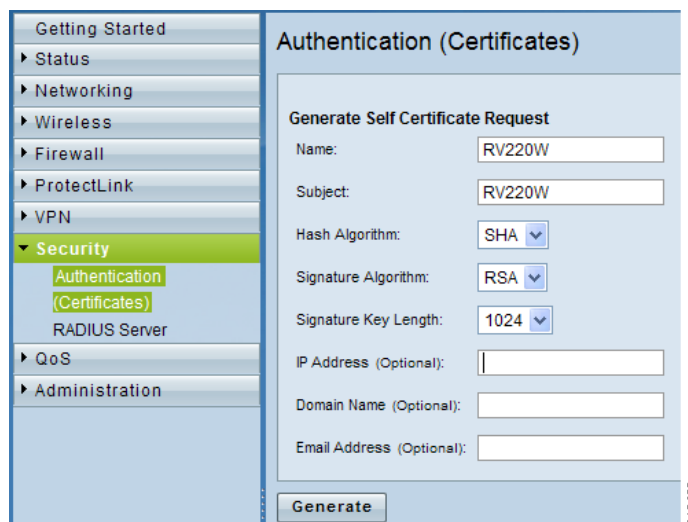 Getting Started
Status
Networking
Wireless
Firewall
ProtectLink
VPN
Security
Authentication
(Certificates)
RADIUS Server
QoS
Administration
Authentication (Certificates)
Generate Self Certificate Request
Name: RV220W
Subject: RV220W
Hash Algorithm: SHA
Signature Algorithm: RSA
Signature Key Length: 1024
IP Address (Optional):
Domain Name (Optional):
Email Address (Optional):
Generate